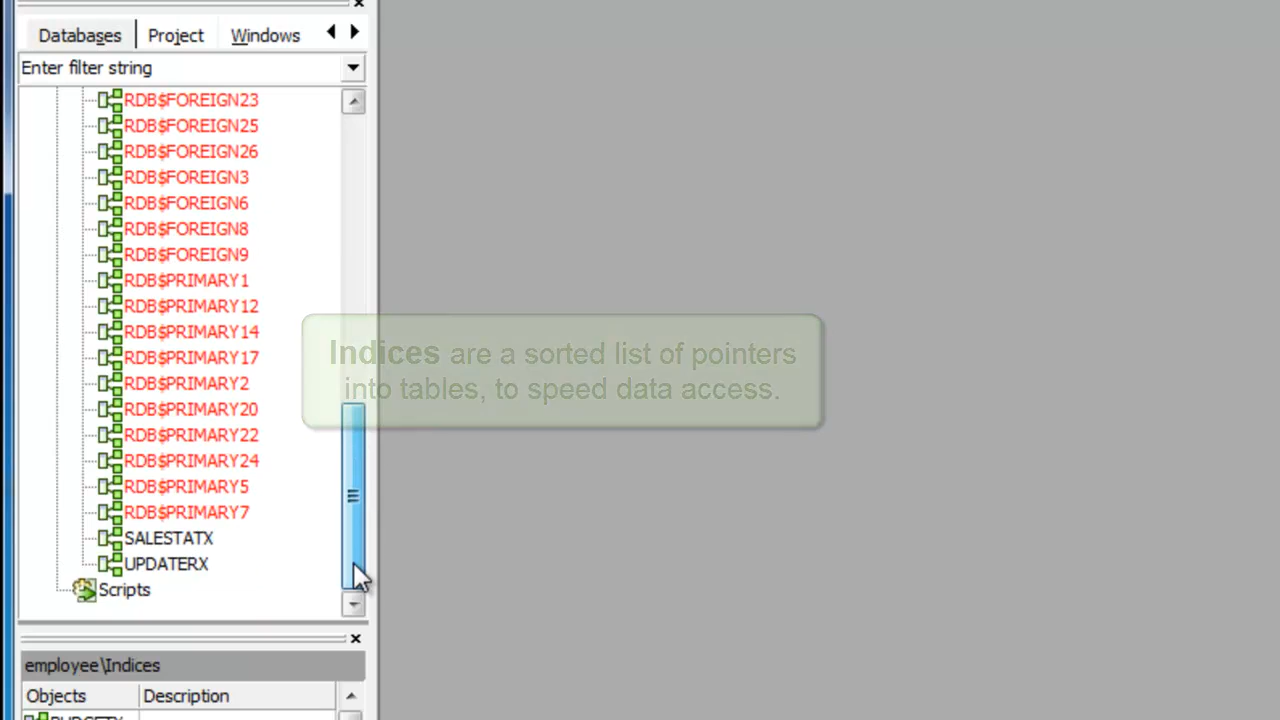 Databases Project Windows
Enter filter string
RDB$FOREIGN23
RDB$FOREIGN25
RDB$FOREIGN26
RDB$FOREIGN3
RDB$FOREIGN6
RDB$FOREIGN8
RDB$FOREIGN9
RDB$PRIMARY1
RDB$PRIMARY12
RDB$PRIMARY14
RDB$PRIMARY17
RDB$PRIMARY2
RDB$PRIMARY20
RDB$PRIMARY22
RDB$PRIMARY24
RDB$PRIMARY5
RDB$PRIMARY7
SALESTATX
UPDATERX
Scripts
Indices are a sorted list of pointers
into tables, to speed data access.
employee\Indices
Objects Description